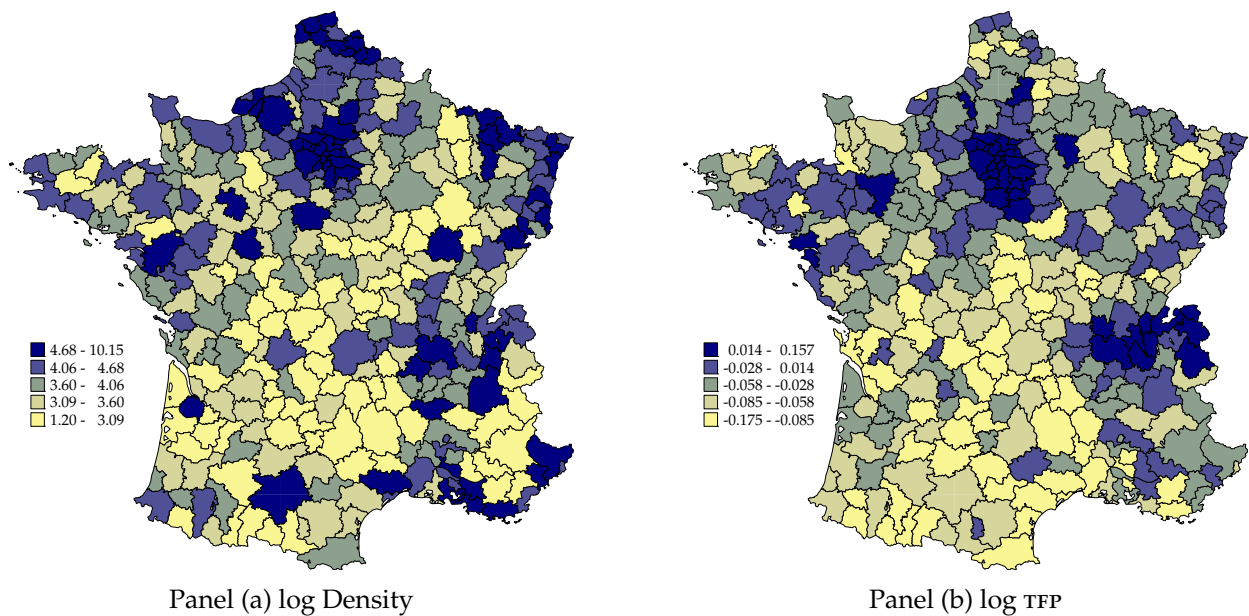 4.68 - 10.15
4.06 - 4.68
3.60 - 4.06
3.09 - 3.60
1.20 - 3.09
0.014 - 0.157
-0.028 - 0.014
-0.058 - -0.028
-0.085 - -0.058
-0.175 - -0.085
Panel (a) log Density
Panel (b) log TFP